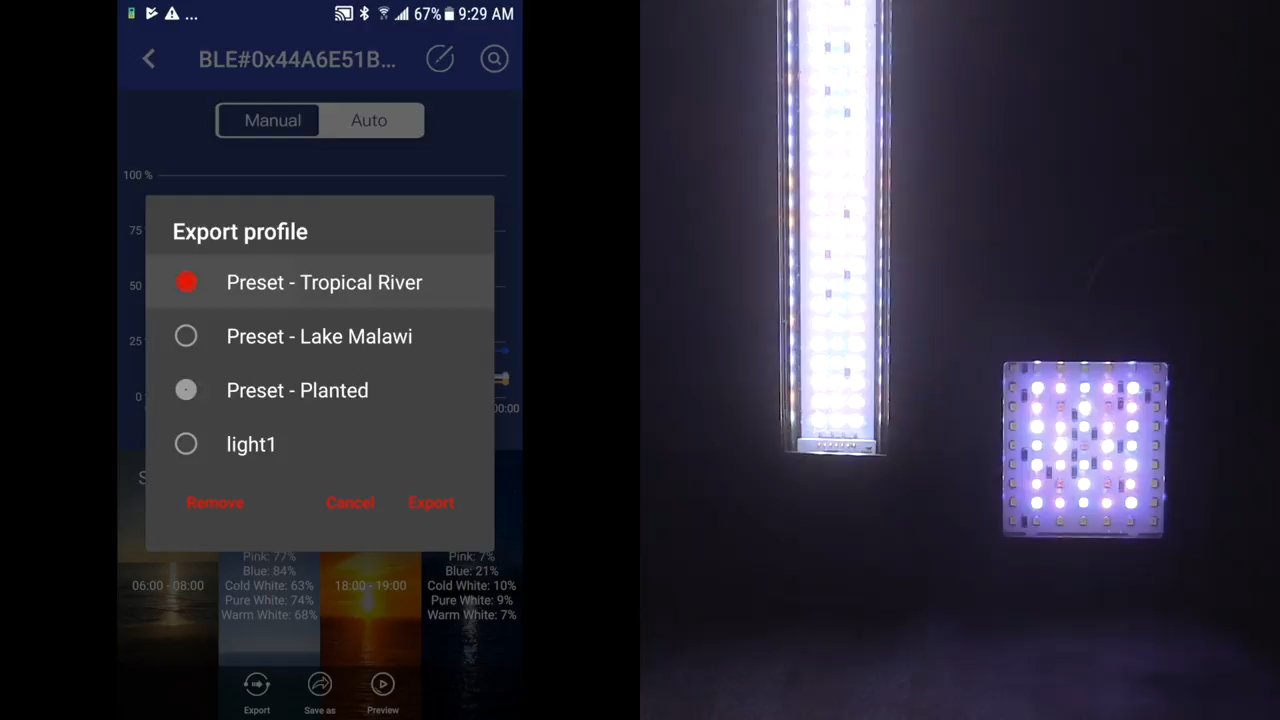 ... 67% 9:29 AM
BLE#0x44A6E51B...
Manual Auto
100 %
75
50
25
0
00:00
Export profile
Preset - Tropical River
Preset - Lake Malawi
Preset - Planted
light1
Remove Cancel Export
S
06:00 - 08:00
Pink: 77%
Blue: 84%
Cold White: 63%
Pure White: 74%
Warm White: 68%
18:00 - 19:00
Pink: 7%
Blue: 21%
Cold White: 10%
Pure White: 9%
Warm White: 7%
Export Save as Preview